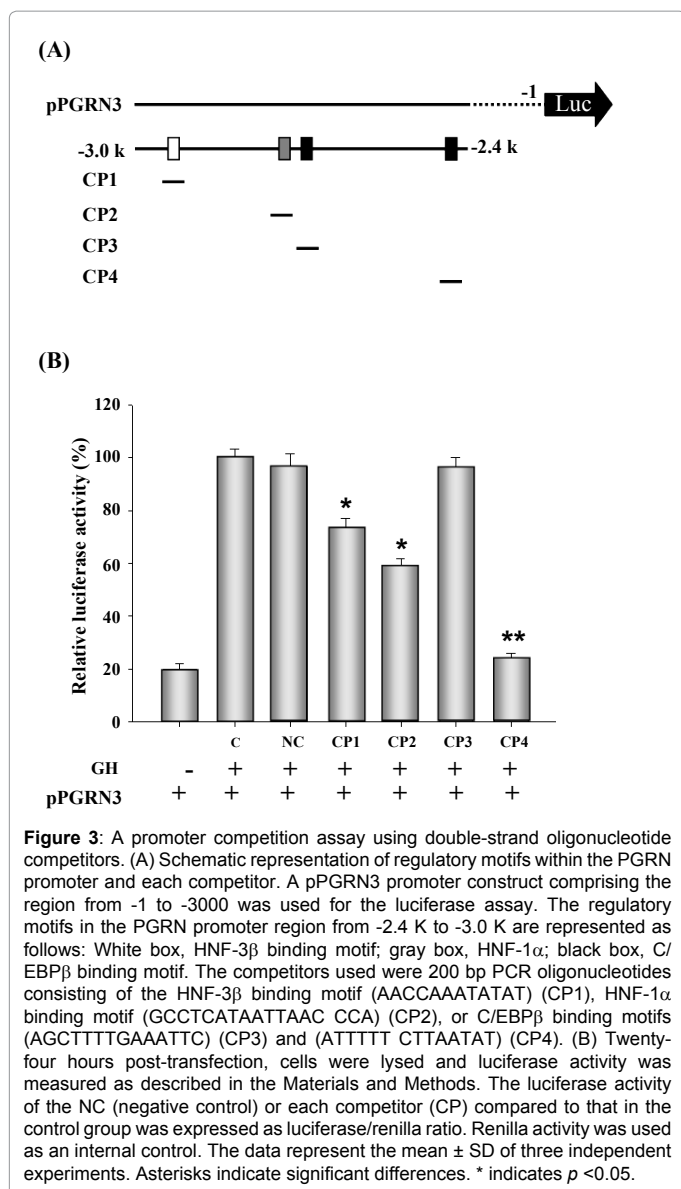 (A)
-1
pPGRN3
Luc
-3.0 k
-2.4 k
CP1
CP2
CP3
CP4
(B)
120
100
80
60
40
20
0
Relative luciferase activity (%)
*
*
**
C NC CP1 CP2 CP3 CP4
GH - + + + + + +
pPGRN3 + + + + + + +
Figure 3: A promoter competition assay using double-strand oligonucleotide
competitors. (A) Schematic representation of regulatory motifs within the PGRN
promoter and each competitor. A pPGRN3 promoter construct comprising the
region from -1 to -3000 was used for the luciferase assay. The regulatory
motifs in the PGRN promoter region from -2.4 K to -3.0 K are represented as
follows: White box, HNF-3β binding motif; gray box, HNF-1α; black box, C/
EBPβ binding motif. The competitors used were 200 bp PCR oligonucleotides
consisting of the HNF-3β binding motif (AACCAAATATAT) (CP1), HNF-1α
binding motif (GCCTCATAATTAAC CCA) (CP2), or C/EBPβ binding motifs
(AGCTTTTGAAATTC) (CP3) and (ATTTTT CTTAATAT) (CP4). (B) Twenty-
four hours post-transfection, cells were lysed and luciferase activity was
measured as described in the Materials and Methods. The luciferase activity
of the NC (negative control) or each competitor (CP) compared to that in the
control group was expressed as luciferase/renilla ratio. Renilla activity was used
as an internal control. The data represent the mean ± SD of three independent
experiments. Asterisks indicate significant differences. * indicates p <0.05.